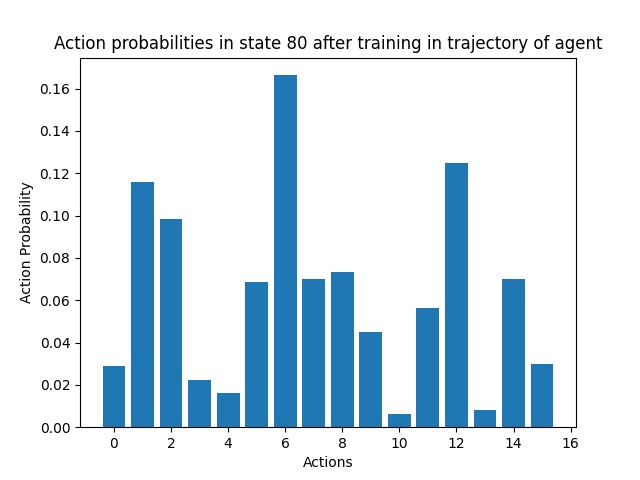 Action probabilities in state 80 after training in trajectory of agent
0.16
0.14
0.12
0.10
0.08
0.06
0.04
0.02
0.00
Action Probability
0 2 4 6 8 10 12 14 16
Actions